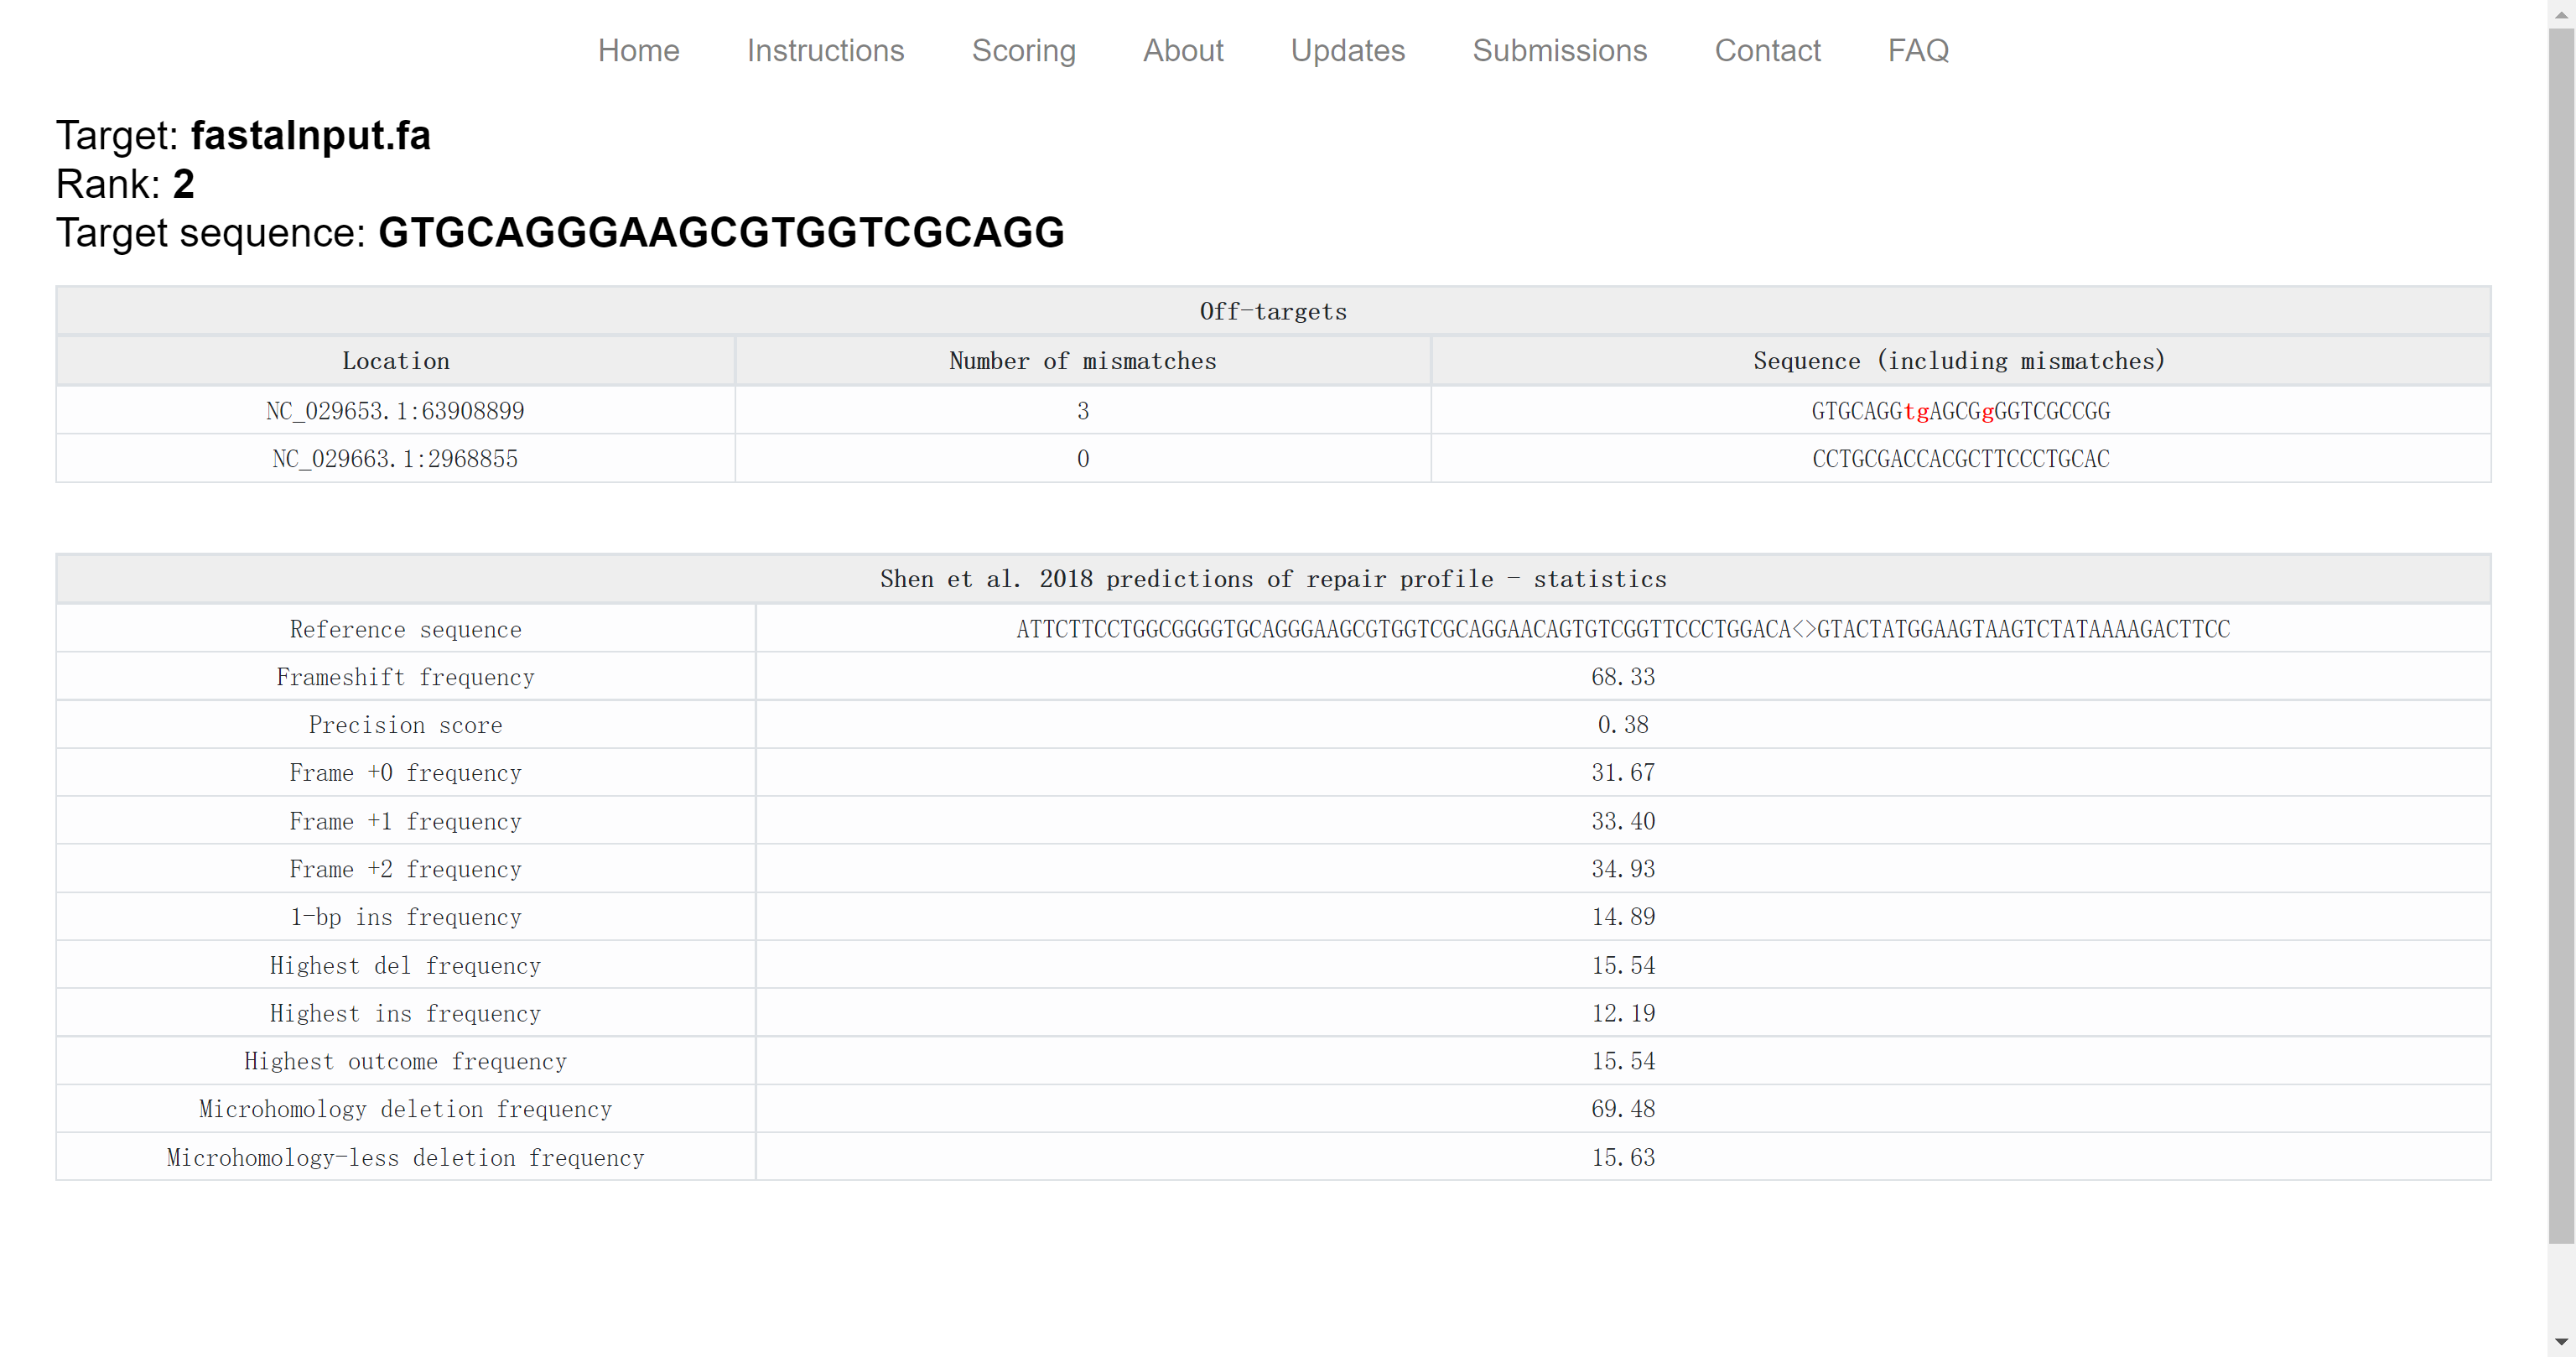 Home Instructions Scoring About Updates Submissions Contact FAQ
Target: fastaInput.fa
Rank: 2
Target sequence: GTGCAGGGAAGCGTGGTCGCAGG
Off-targets
Location Number of mismatches Sequence (including mismatches)
NC_029653.1:63908899 3 GTGCAGGtgAGCGgGGTCGCCGG
NC_029663.1:2968855 0 CCTGCGACCACGCTTCCCTGCAC
Shen et al. 2018 predictions of repair profile - statistics
Reference sequence ATTCTTCCTGGCGGGGTGCAGGGAAGCGTGGTCGCAGGAACAGTGTCGGTTCCCTGGACA<>GTACTATGGAAGTAAGTCTATAAAAGACTTCC
Frameshift frequency 68.33
Precision score 0.38
Frame +0 frequency 31.67
Frame +1 frequency 33.40
Frame +2 frequency 34.93
1-bp ins frequency 14.89
Highest del frequency 15.54
Highest ins frequency 12.19
Highest outcome frequency 15.54
Microhomology deletion frequency 69.48
Microhomology-less deletion frequency 15.63